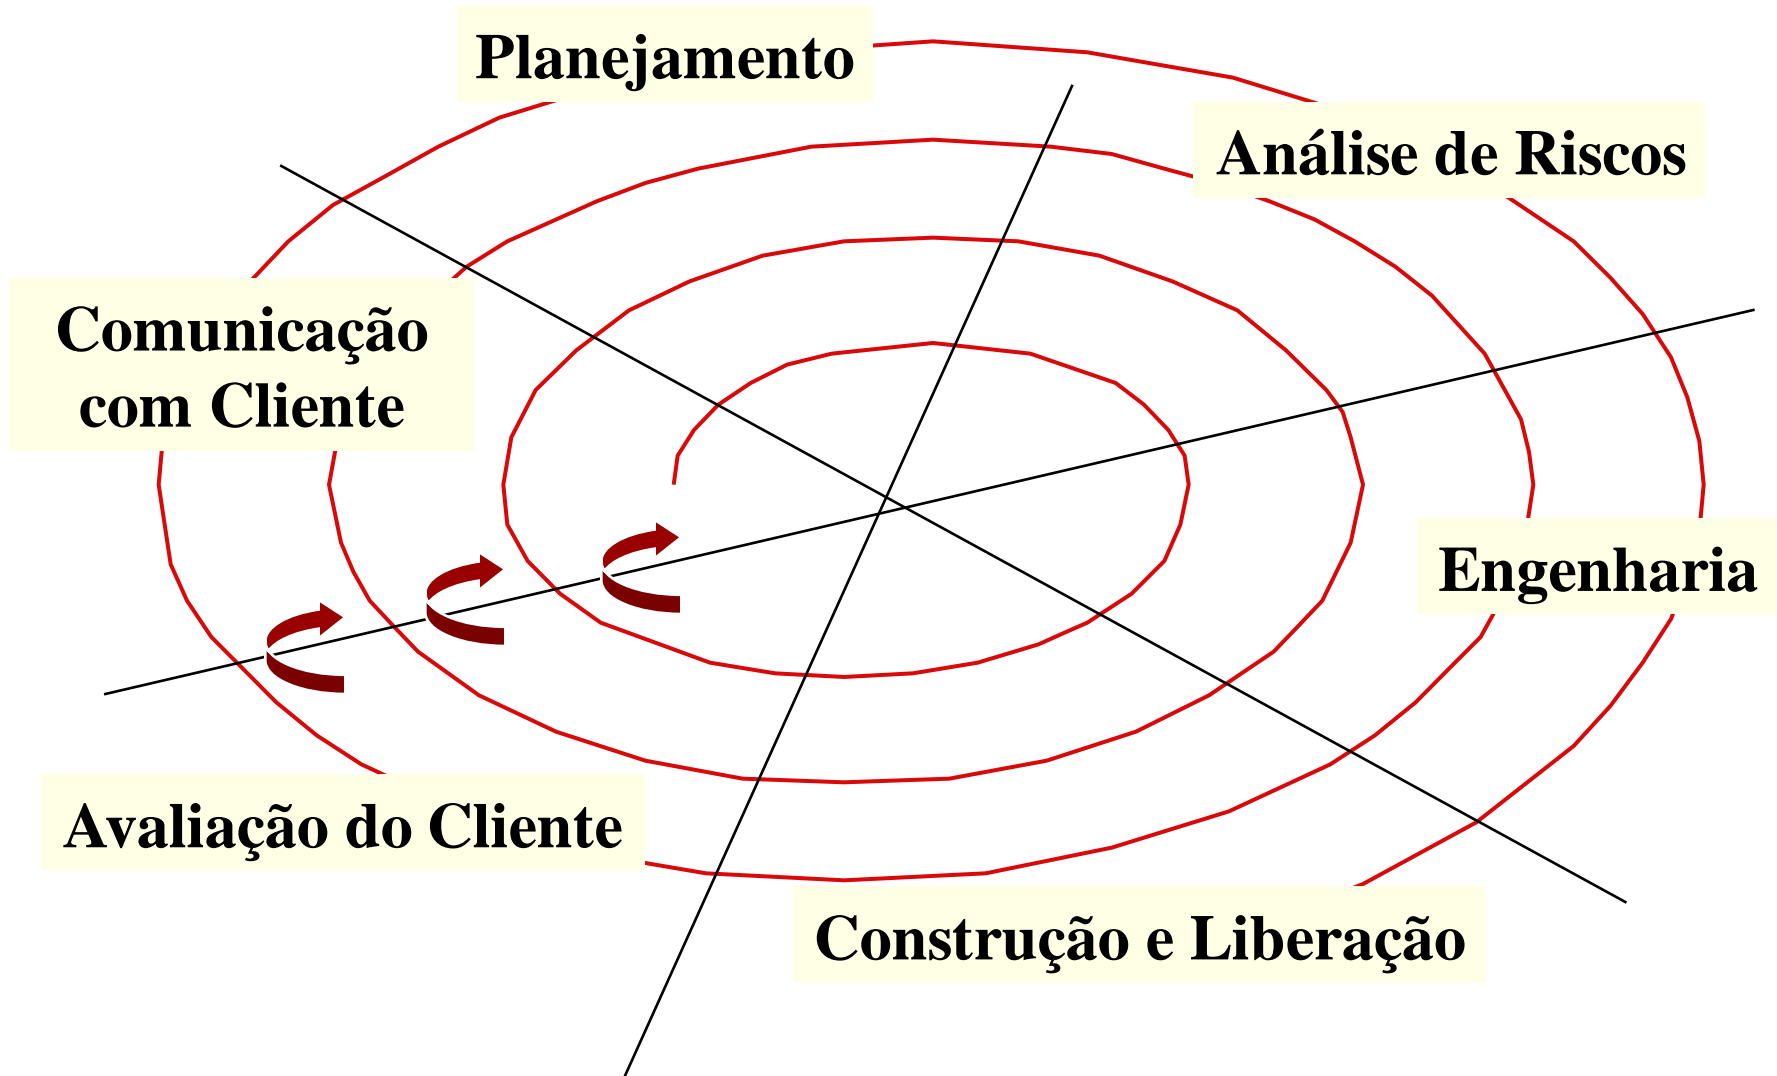 Planejamento
Análise de Riscos
Comunicação
com Cliente
Engenharia
Avaliação do Cliente
Construção e Liberação